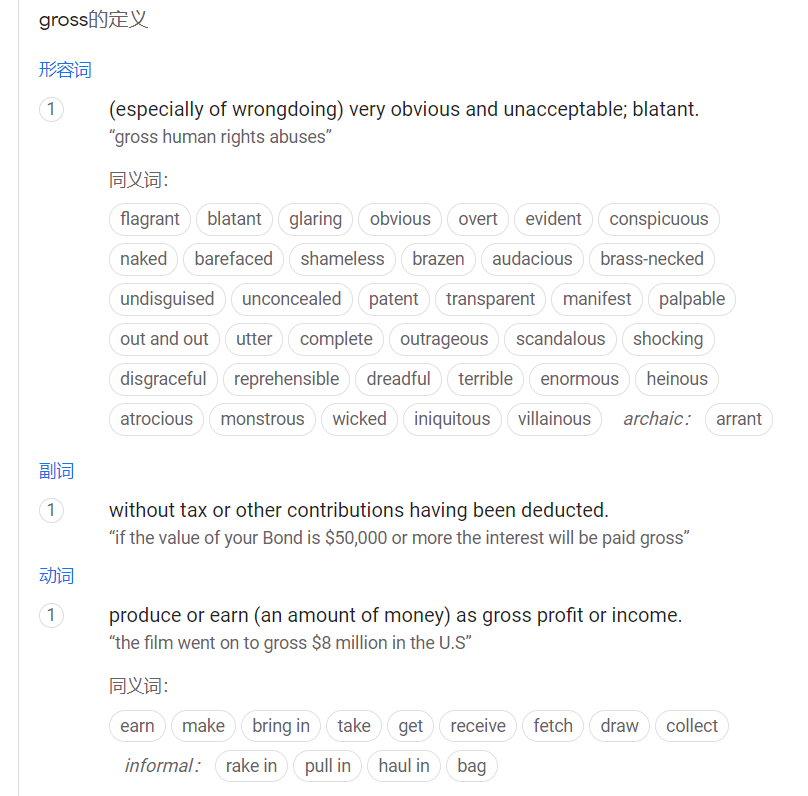 gross的定义
形容词
1 (especially of wrongdoing) very obvious and unacceptable; blatant.
“gross human rights abuses”
同义词：
flagrant blatant glaring obvious overt evident conspicuous
naked barefaced shameless brazen audacious brass-necked
undisguised unconcealed patent transparent manifest palpable
out and out utter complete outrageous scandalous shocking
disgraceful reprehensible dreadful terrible enormous heinous
atrocious monstrous wicked iniquitous villainous archaic： arrant
副词
1 without tax or other contributions having been deducted.
“if the value of your Bond is $50,000 or more the interest will be paid gross”
动词
1 produce or earn (an amount of money) as gross profit or income.
“the film went on to gross $8 million in the U.S”
同义词：
earn make bring in take get receive fetch draw collect
informal： rake in pull in haul in bag